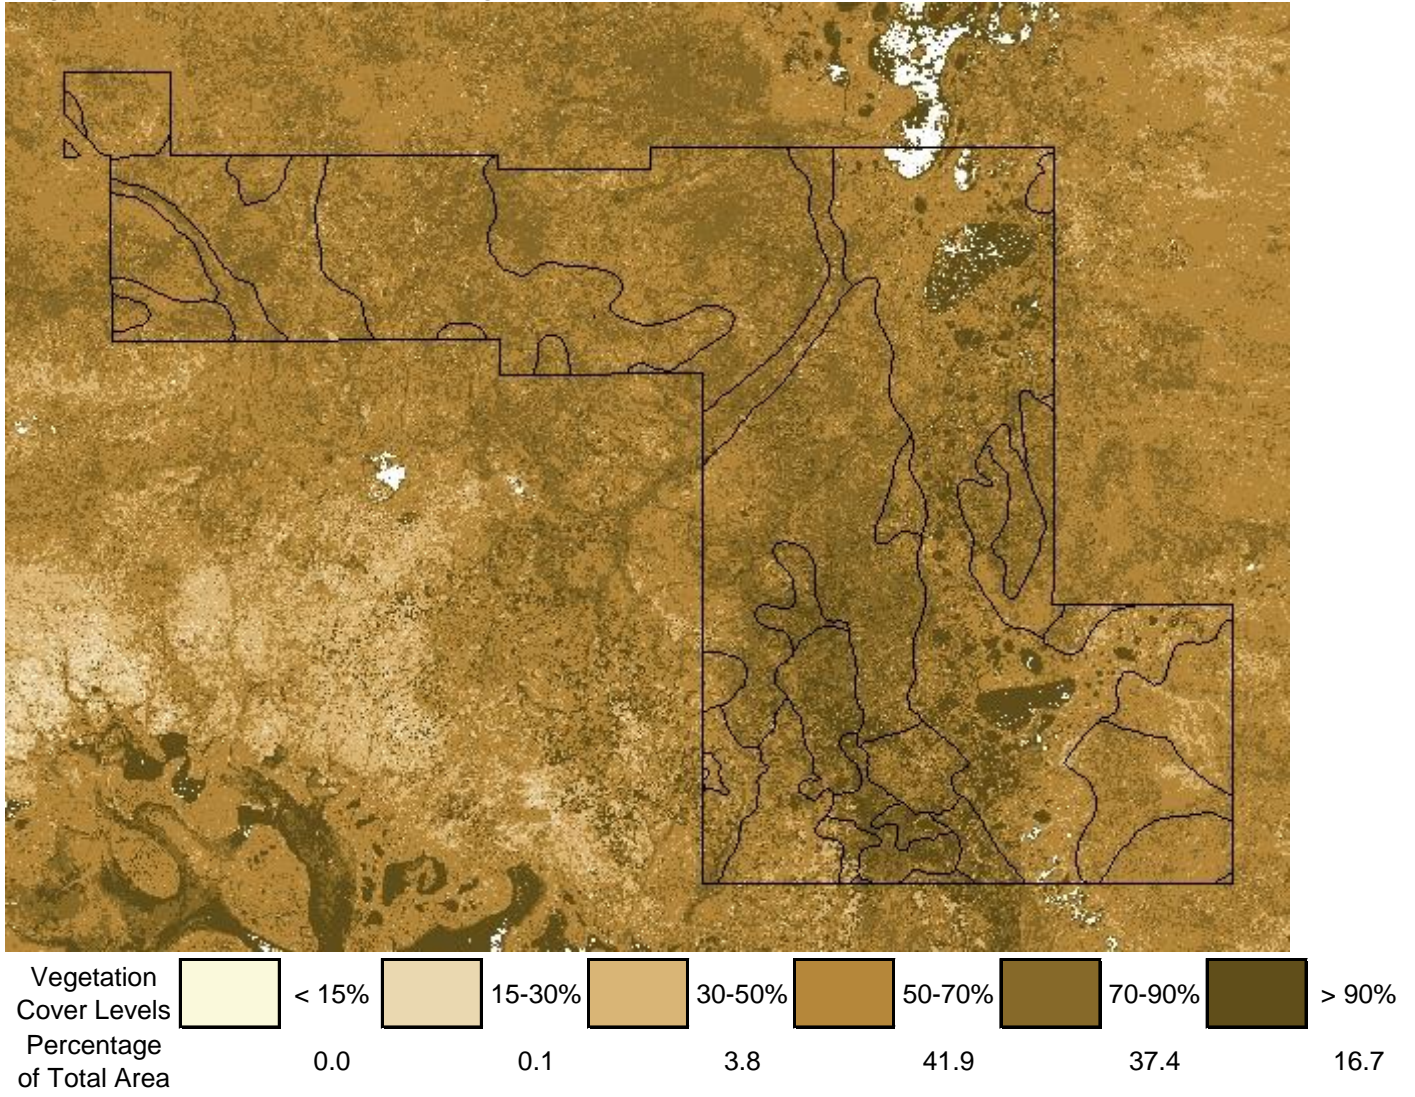 Vegetation
Cover Levels
< 15% 15-30% 30-50% 50-70% 70-90% > 90%
Percentage
of Total Area
0.0 0.1 3.8 41.9 37.4 16.7